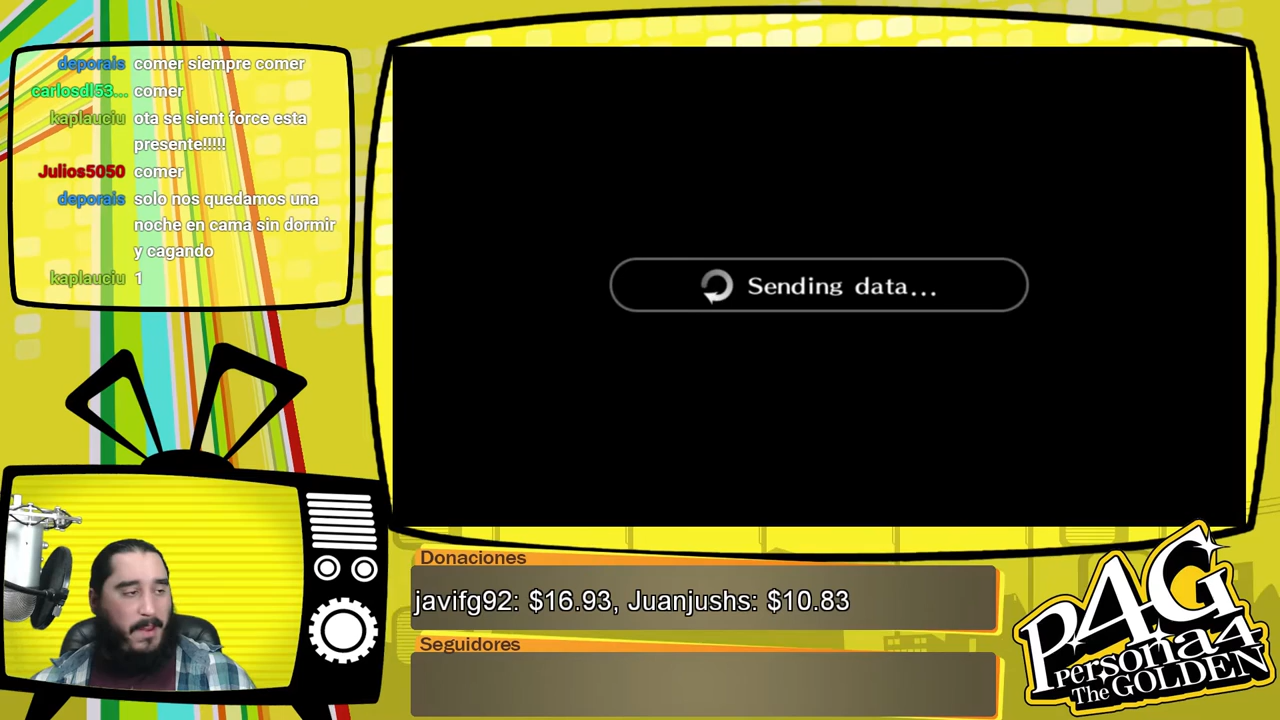 deporais comer siempre comer
carlosdl53... comer
kaplauciu ota se sient force esta
presente!!!!!
Julios5050 comer
deporais solo nos quedamos una
noche en cama sin dormir
y cagando
kaplauciu 1
Sending data...
Donaciones
javifg92: $16.93, Juanjushs: $10.83
Seguidores
P4G
Persona4
The GOLDEN